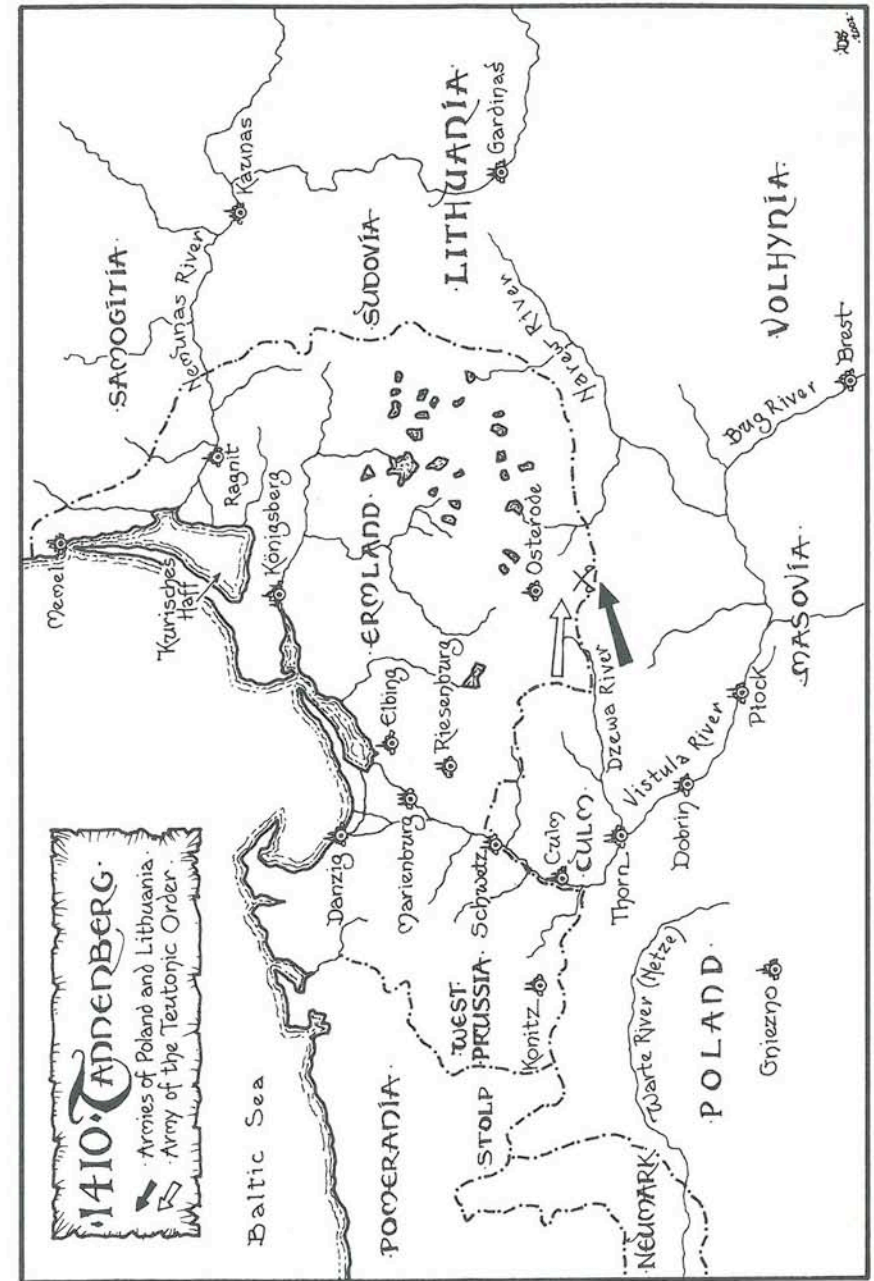 ·1410·TANNENBERG·
·Armies of Poland and Lithuania·
·Army of the Teutonic Order·
Baltic Sea
·POMERANIA·
·STOLP·
·NEUMARK·
WEST
PRUSSIA·
Konitz
Warte River (Netze)
·POLAND·
Gniezno
Danzig
Marienburg
Schwetz
Culm
·CULM·
Thorn
Dobrin
Vistula River
Płock
·MASOVIA·
Elbing
Riesenburg
Dzewa River
Osterode
·ERMLAND·
Königsberg
Kurisches
Haff
Memel
Ragnit
·SAMOGITIA·
Nemunas River
Kaunas
·SUDOVIA·
·LITHUANIA·
Gardinas
Narew River
Bug River
Brest
·VOLHYNIA·
2002